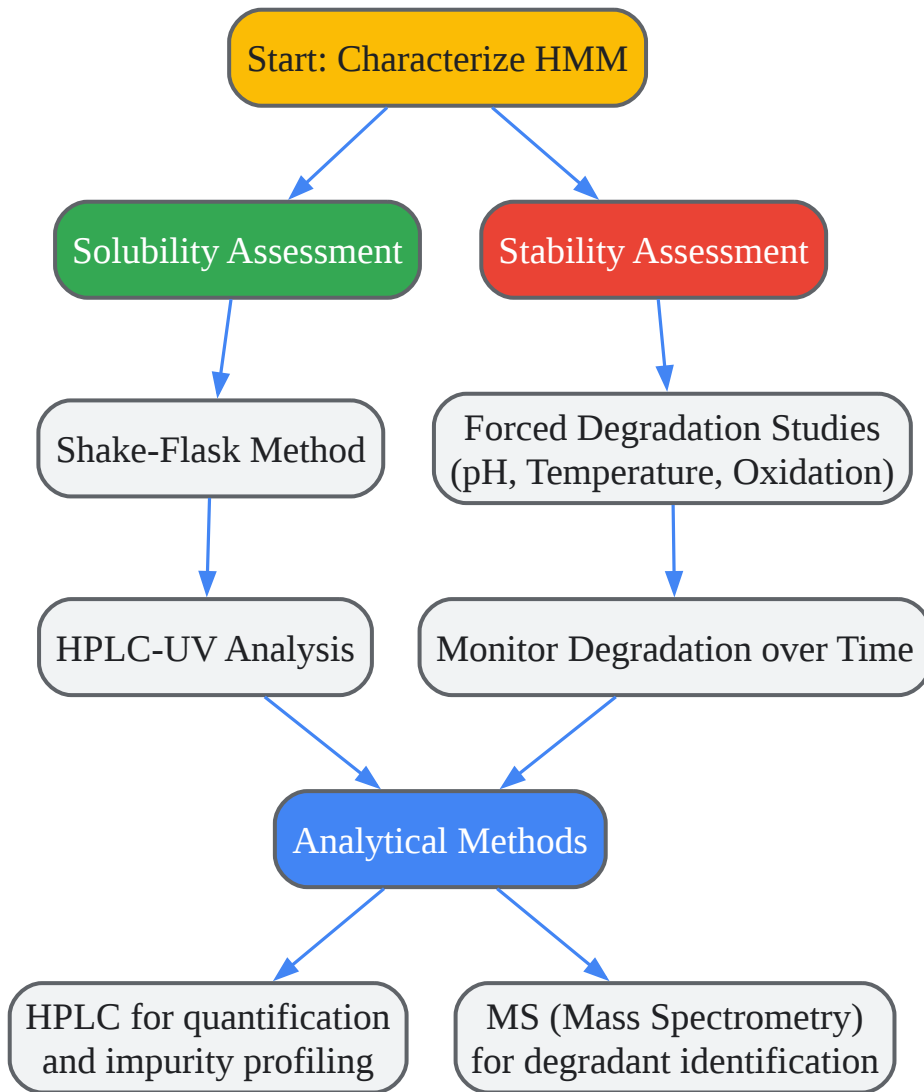 Start: Characterize HMM
Solubility Assessment
Stability Assessment
Shake-Flask Method
Forced Degradation Studies
(pH, Temperature, Oxidation)
HPLC-UV Analysis
Monitor Degradation over Time
Analytical Methods
HPLC for quantification
and impurity profiling
MS (Mass Spectrometry)
for degradant identification